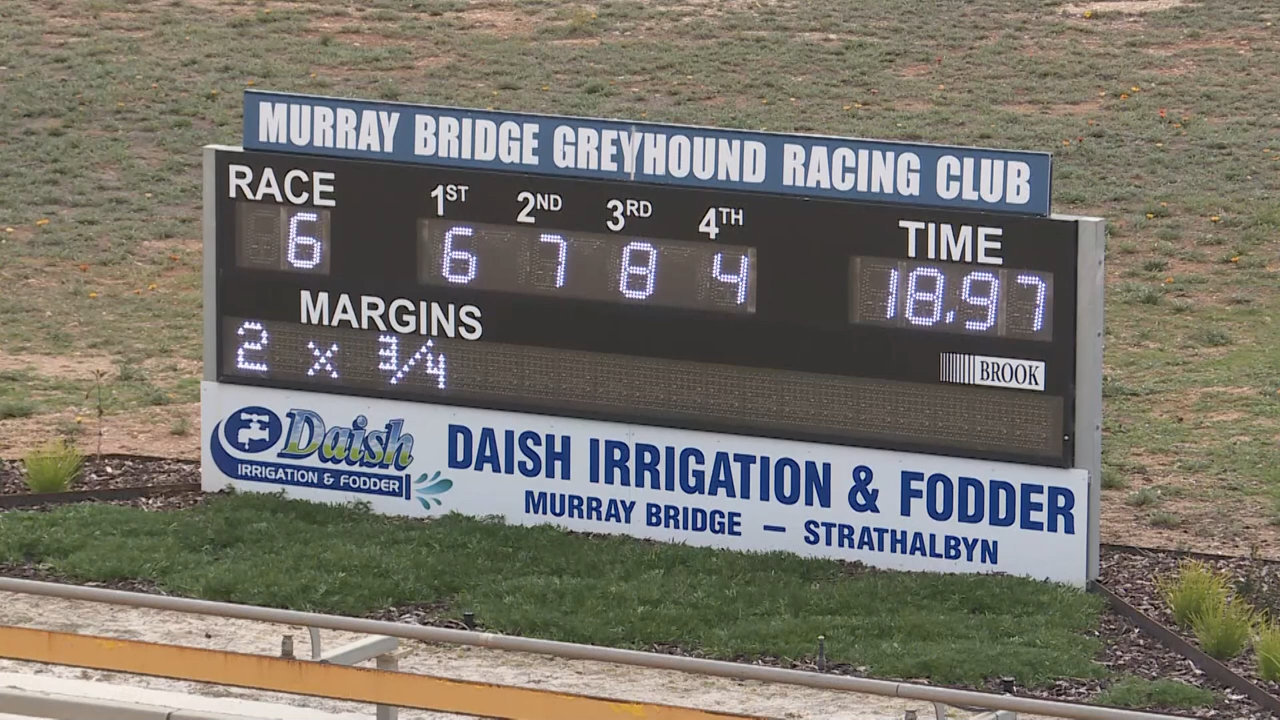 MURRAY BRIDGE GREYHOUND RACING CLUB
RACE 1ST 2ND 3RD 4TH TIME
6 6 7 8 4 18.97
MARGINS
2 x 3/4
BROOK
Daish
IRRIGATION & FODDER
DAISH IRRIGATION & FODDER
MURRAY BRIDGE – STRATHALBYN